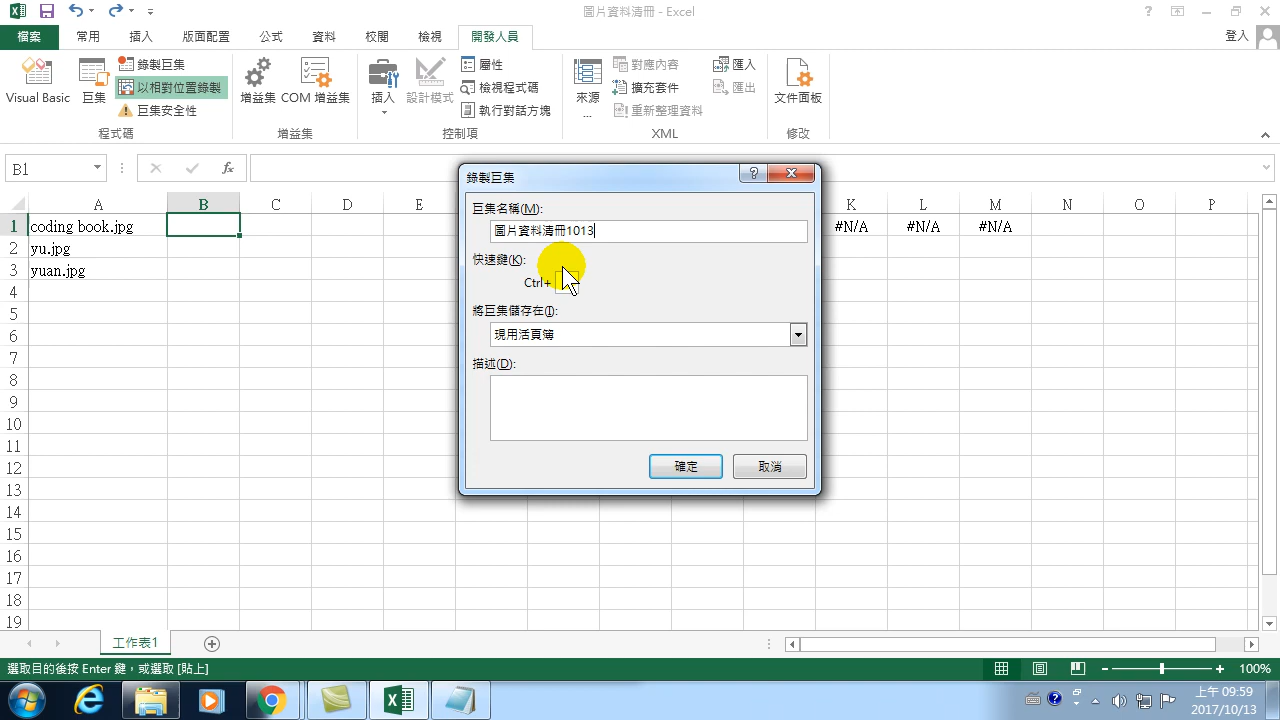 圖片資料清冊 - Excel
檔案 常用 插入 版面配置 公式 資料 校閱 檢視 開發人員 登入
Visual Basic 巨集 錄製巨集 以相對位置錄製 巨集安全性 程式碼
增益集 COM 增益集 增益集
插入 設計模式 屬性 檢視程式碼 執行對話方塊 控制項
來源 ... 對應內容 擴充套件 重新整理資料 匯入 匯出 XML
文件面板 修改
B1 fx
A B C D E K L M N O P
1 coding book.jpg #N/A #N/A #N/A
2 yu.jpg
3 yuan.jpg
4
5
6
7
8
9
10
11
12
13
14
15
16
17
18
19
錄製巨集
巨集名稱(M):
圖片資料清冊1013
快速鍵(K):
Ctrl+
將巨集儲存在(I):
現用活頁簿
描述(D):
確定 取消
工作表1
選取目的後按 Enter 鍵，或選取 [貼上] 100%
上午 09:59
2017/10/13